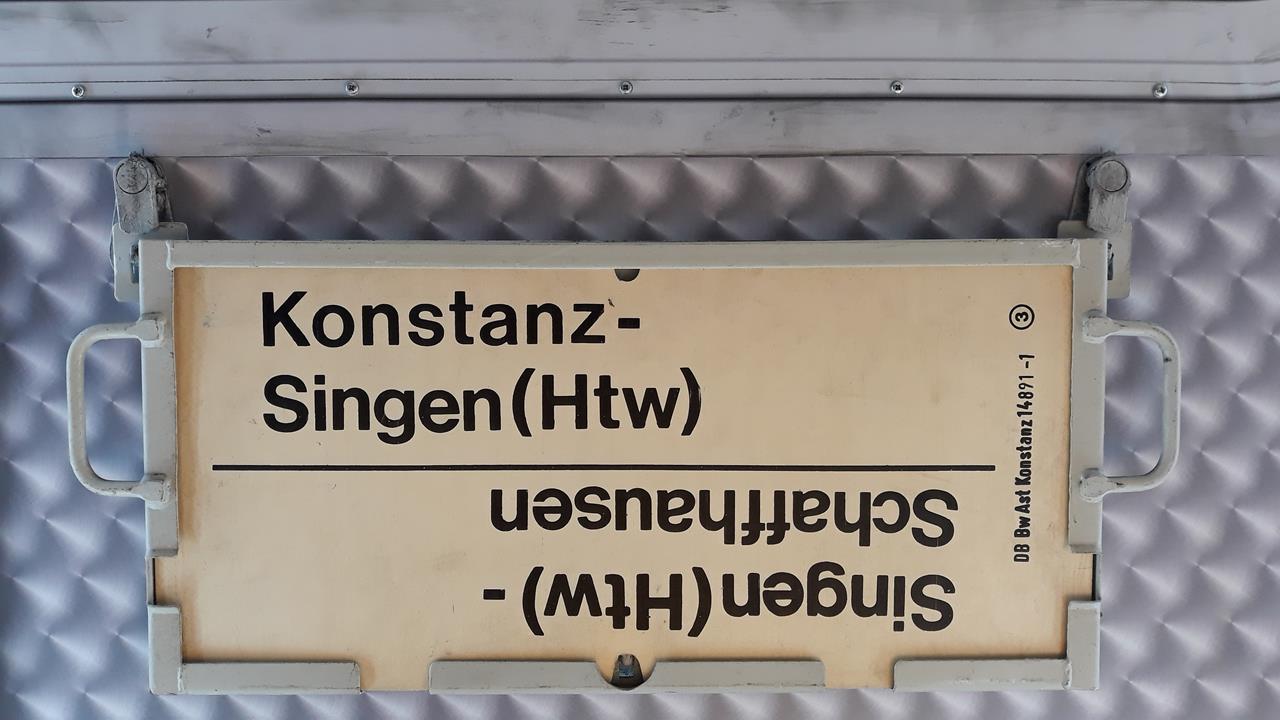 Konstanz-
Singen(Htw)
Singen(Htw)-
Schaffhausen
③
DB Bw Ast Konstanz 14891-1